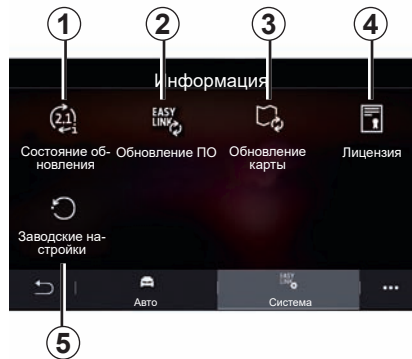 1 2 3 4
Информация
2.1
EASY
LINK
Состояние об-
новления
Обновление ПО
Обновление
карты
Лицензия
Заводские на-
стройки
Авто
EASY
LINK
Система
5